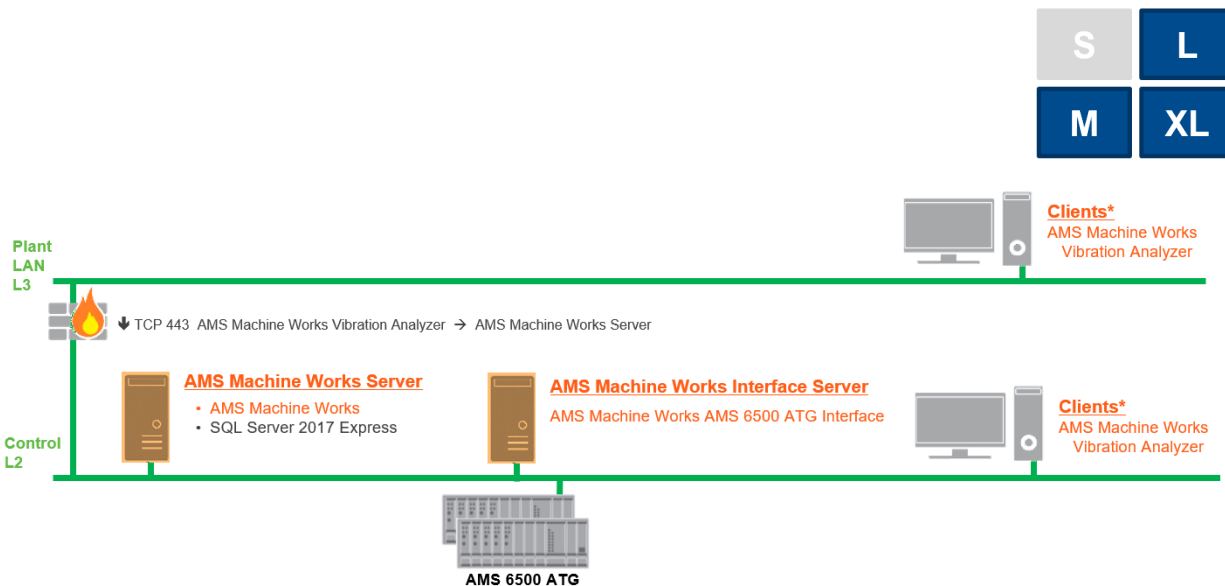 S L
M XL
Clients*
AMS Machine Works
Vibration Analyzer
Plant
LAN
L3
TCP 443 AMS Machine Works Vibration Analyzer → AMS Machine Works Server
AMS Machine Works Server
• AMS Machine Works
• SQL Server 2017 Express
AMS Machine Works Interface Server
AMS Machine Works AMS 6500 ATG Interface
Clients*
AMS Machine Works
Vibration Analyzer
Control
L2
AMS 6500 ATG